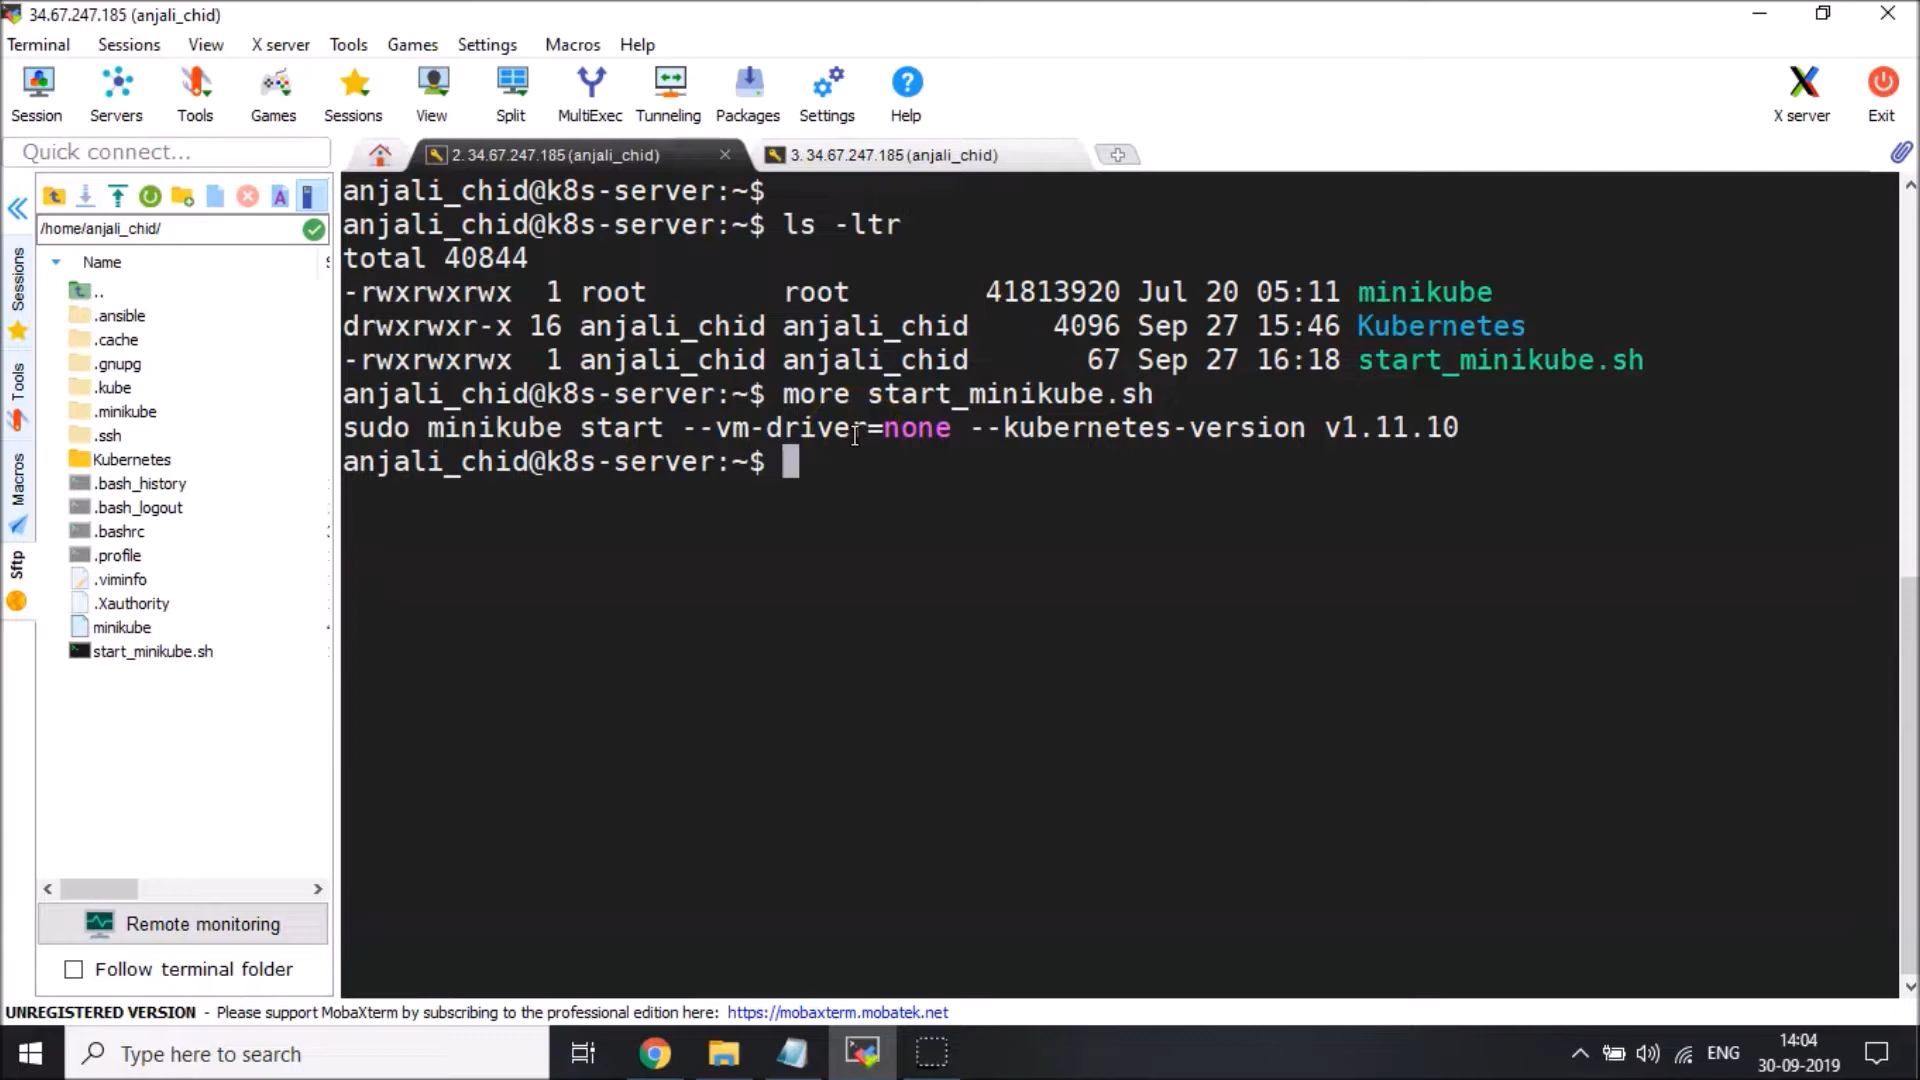 34.67.247.185 (anjali_chid)
Terminal Sessions View X server Tools Games Settings Macros Help
Session Servers Tools Games Sessions View Split MultiExec Tunneling Packages Settings Help X server Exit
Quick connect...
2. 34.67.247.185 (anjali_chid)
3. 34.67.247.185 (anjali_chid)
/home/anjali_chid/
Name
..
.ansible
.cache
.gnupg
.kube
.minikube
.ssh
Kubernetes
.bash_history
.bash_logout
.bashrc
.profile
.viminfo
.Xauthority
minikube
start_minikube.sh
Sessions
Tools
Macros
Sftp
Remote monitoring
Follow terminal folder
anjali_chid@k8s-server:~$
anjali_chid@k8s-server:~$ ls -ltr
total 40844
-rwxrwxrwx 1 root root 41813920 Jul 20 05:11 minikube
drwxrwxr-x 16 anjali_chid anjali_chid 4096 Sep 27 15:46 Kubernetes
-rwxrwxrwx 1 anjali_chid anjali_chid 67 Sep 27 16:18 start_minikube.sh
anjali_chid@k8s-server:~$ more start_minikube.sh
sudo minikube start --vm-driver=none --kubernetes-version v1.11.10
anjali_chid@k8s-server:~$
UNREGISTERED VERSION - Please support MobaXterm by subscribing to the professional edition here: https://mobaxterm.mobatek.net
Type here to search
ENG
14:04
30-09-2019